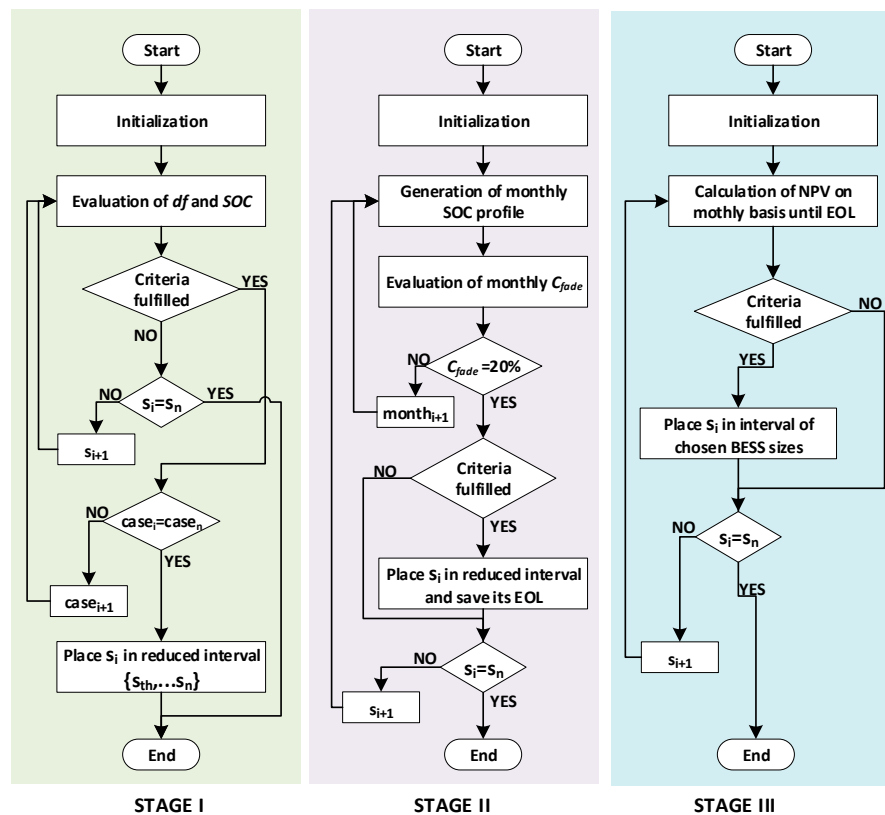 Start
Initialization
Evaluation of df and SOC
Criteria
fulfilled
YES
NO
sᵢ=sₙ
NO
YES
sᵢ₊₁
caseᵢ=caseₙ
NO
YES
caseᵢ₊₁
Place sᵢ in reduced interval
{sₜₕ,...sₙ}
End
STAGE I
Start
Initialization
Generation of monthly
SOC profile
Evaluation of monthly C_fade
C_fade =20%
NO
YES
monthᵢ₊₁
Criteria
fulfilled
NO
YES
Place sᵢ in reduced interval
and save its EOL
sᵢ=sₙ
NO
YES
sᵢ₊₁
End
STAGE II
Start
Initialization
Calculation of NPV on
mothly basis until EOL
Criteria
fulfilled
NO
YES
Place sᵢ in interval of
chosen BESS sizes
sᵢ=sₙ
NO
YES
sᵢ₊₁
End
STAGE III